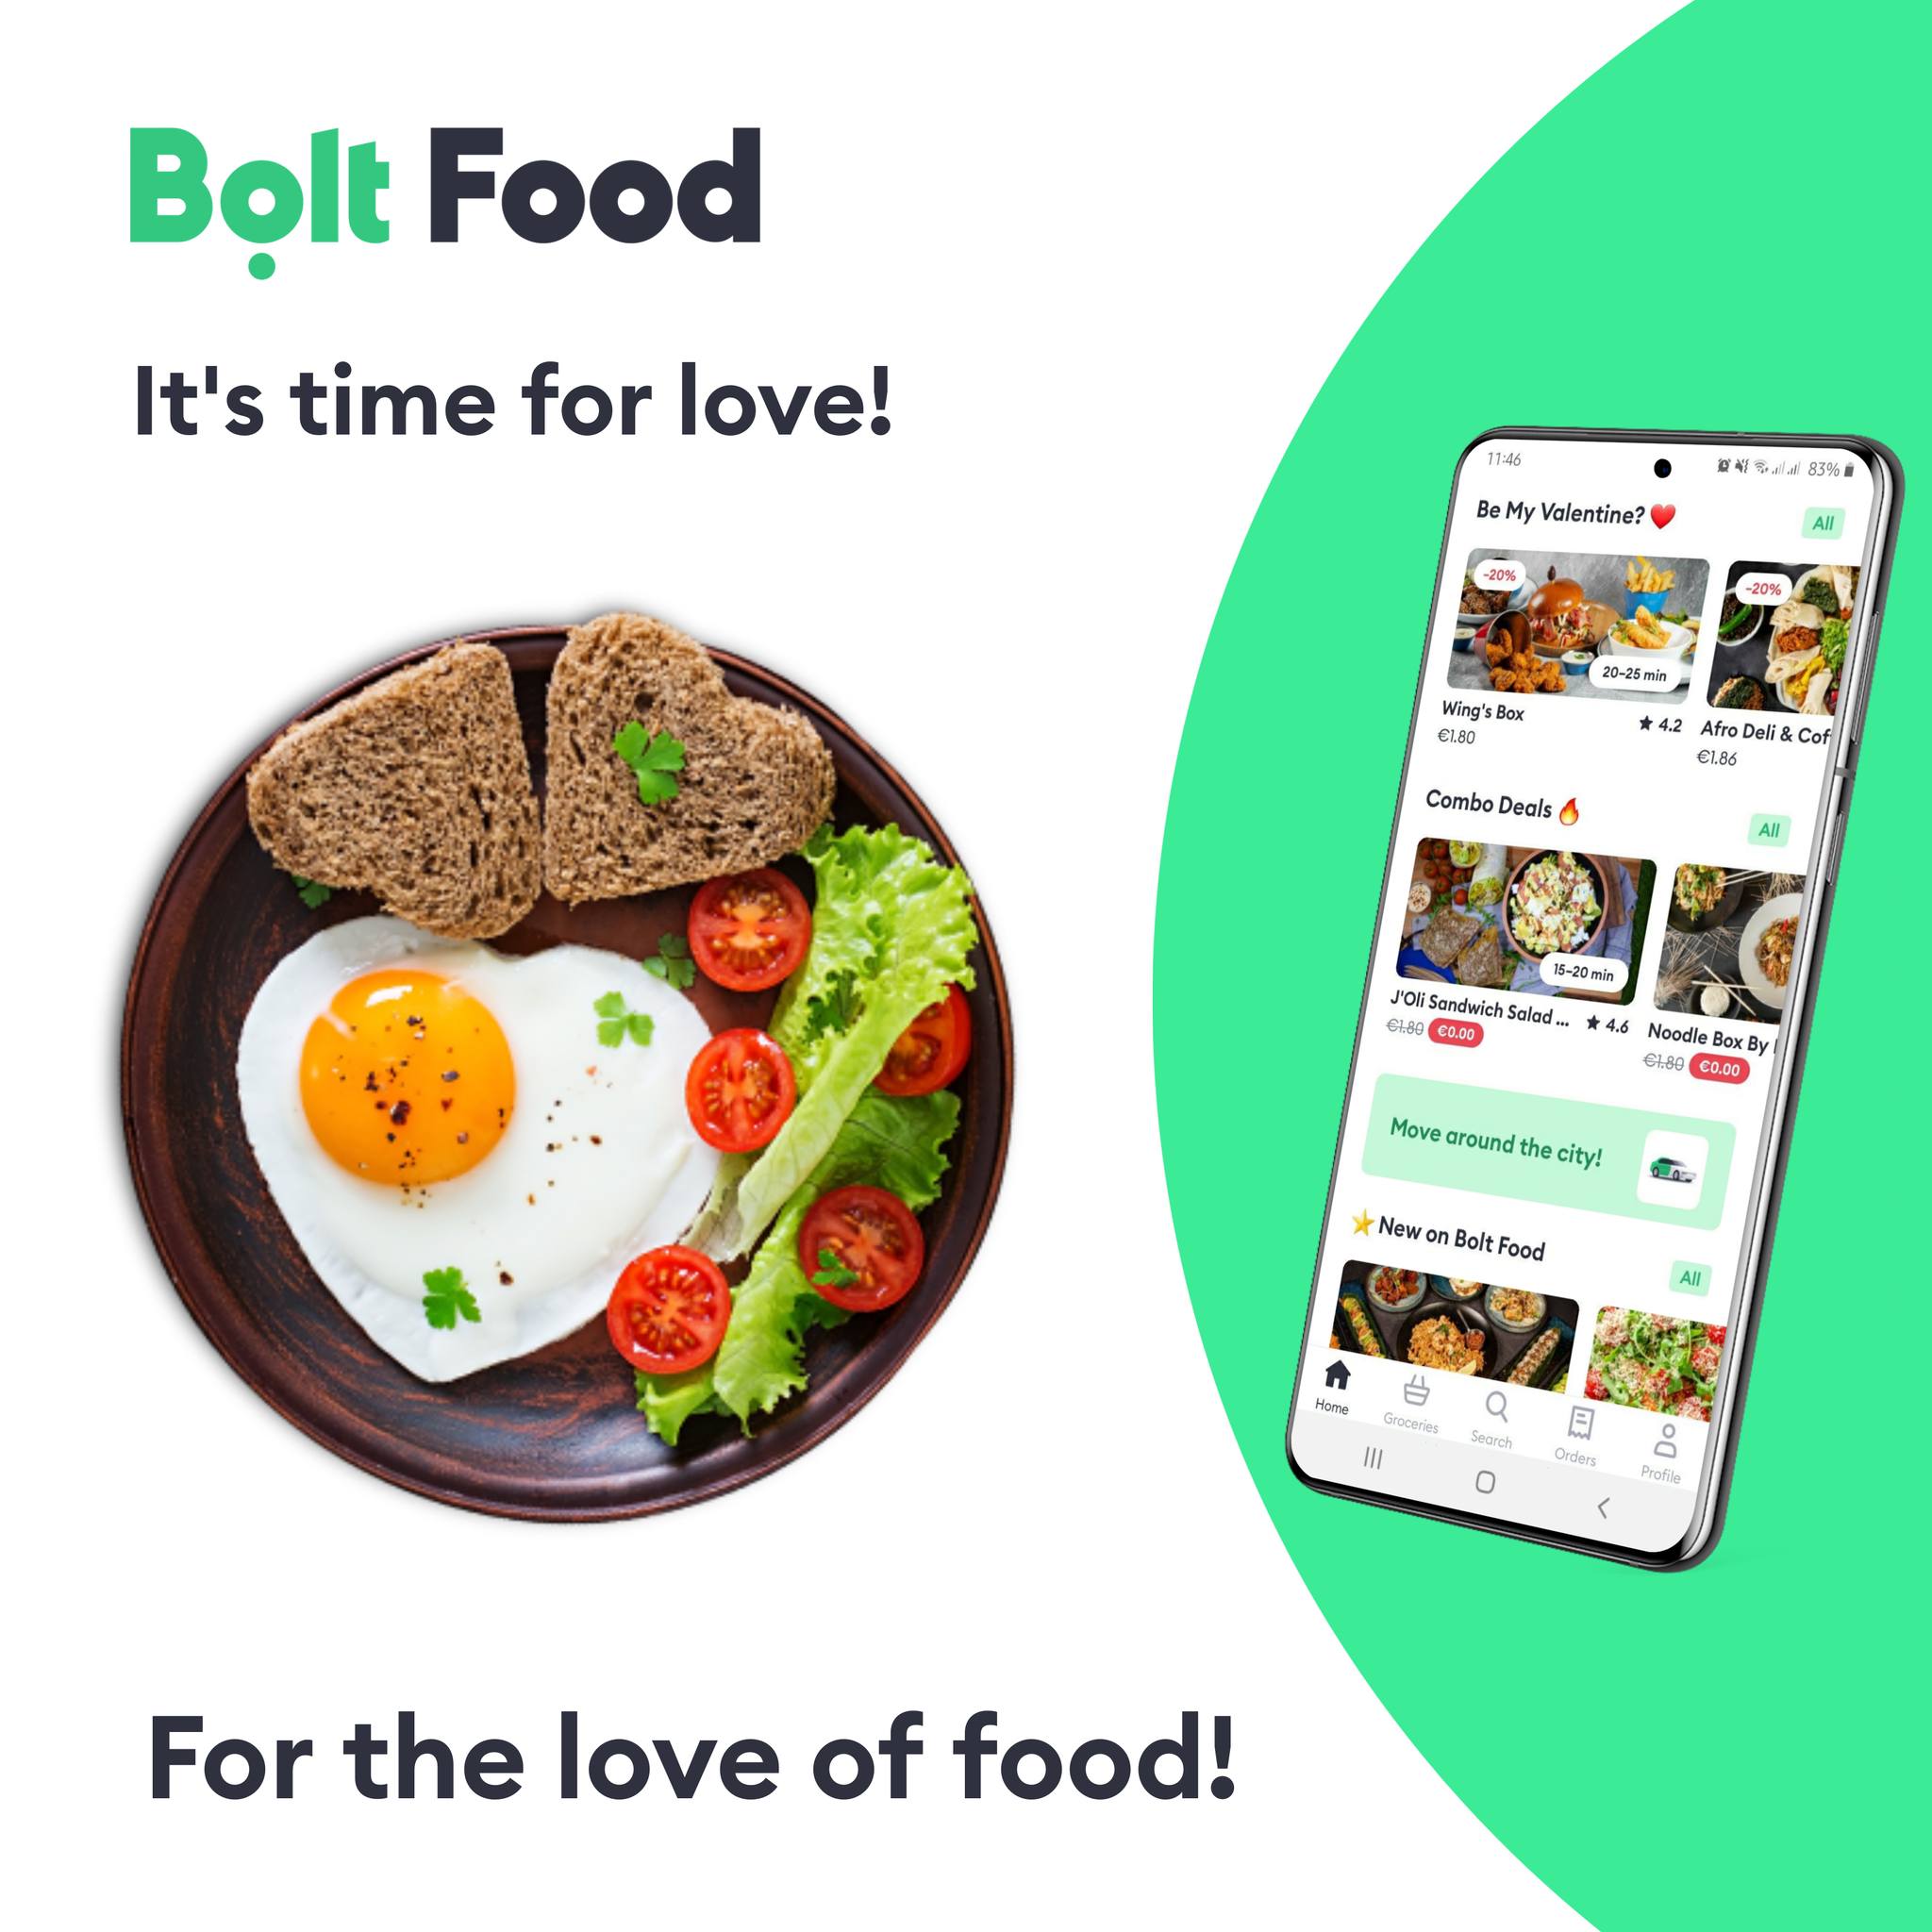 Bolt Food
It's time for love!
11:46
83%
Be My Valentine?
All
-20%
-20%
20-25 min
Wing's Box
4.2
€1.80
Afro Deli & Cof
€1.86
Combo Deals
All
15-20 min
J'Oli Sandwich Salad ...
4.6
€1.80 €0.00
Noodle Box By
€1.80 €0.00
Move around the city!
New on Bolt Food
All
Home
Groceries
Search
Orders
Profile
For the love of food!